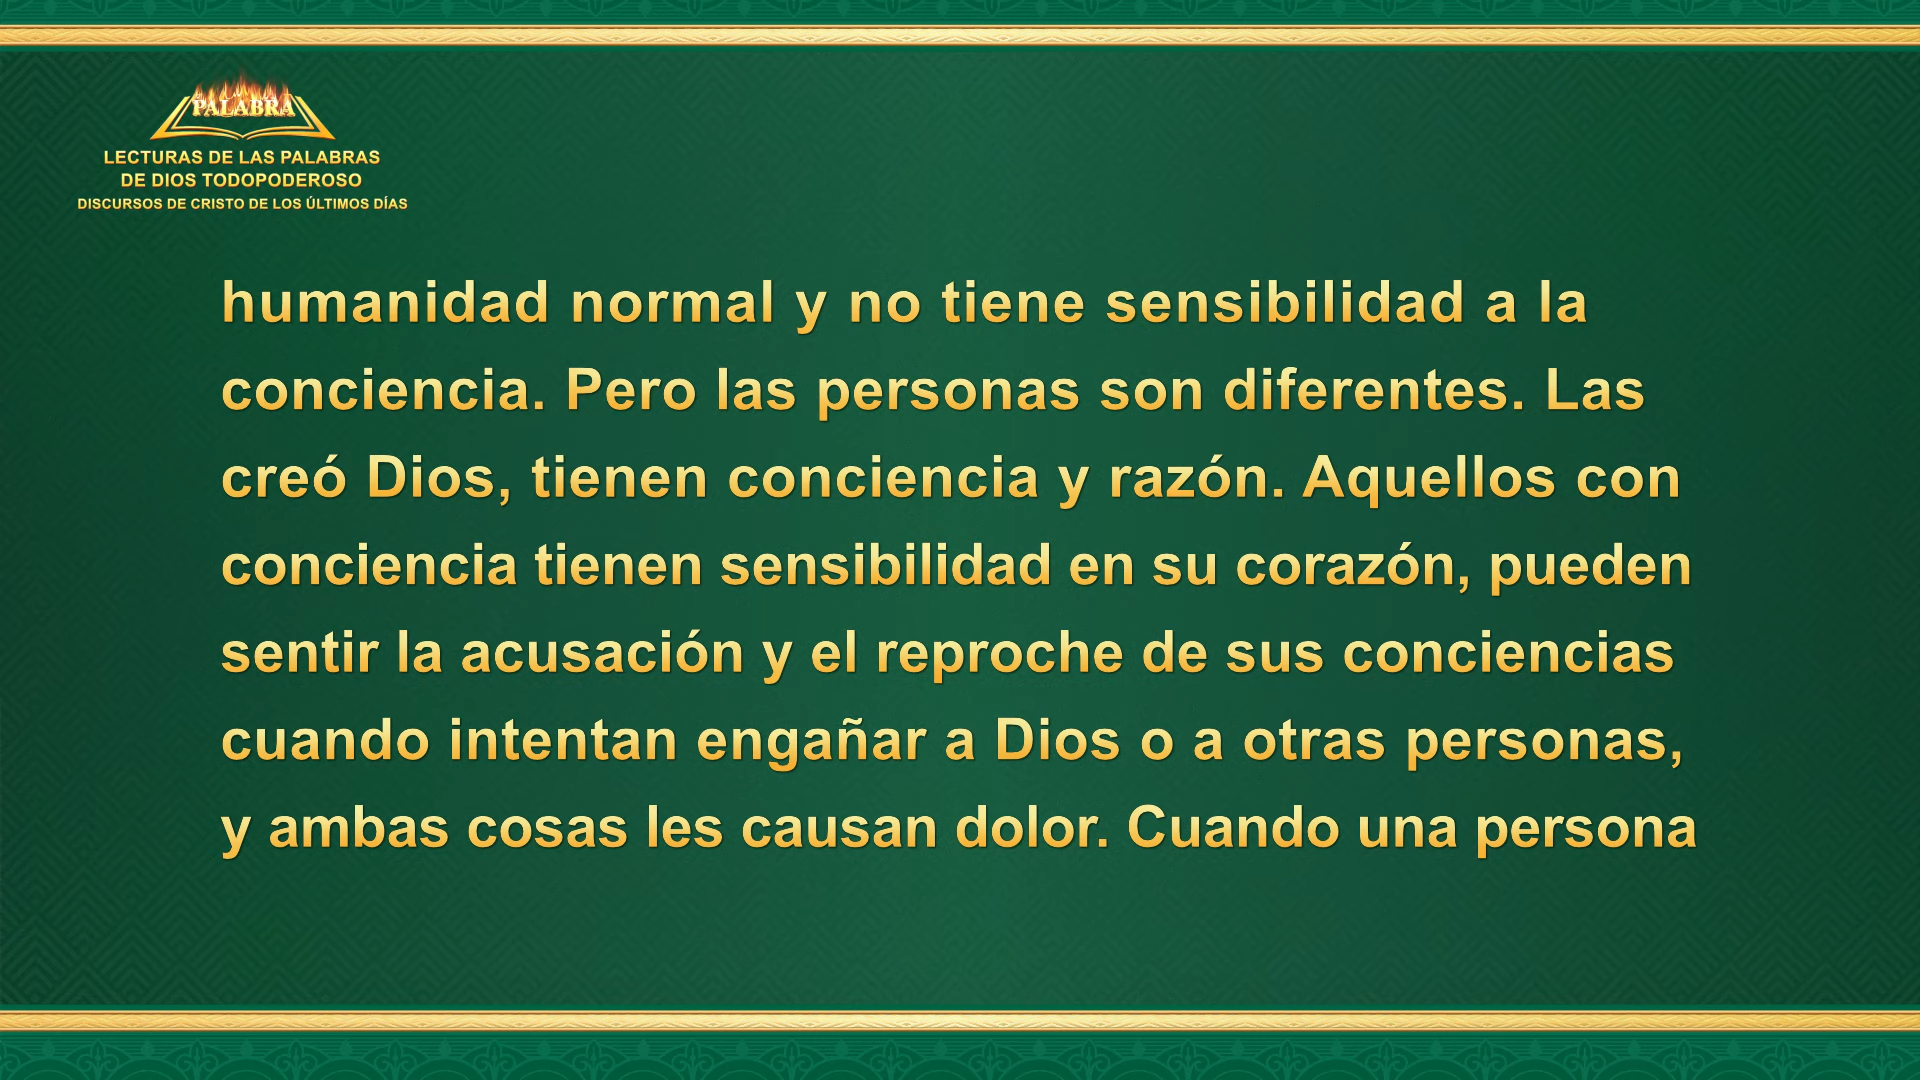 PALABRA
LECTURAS DE LAS PALABRAS
DE DIOS TODOPODEROSO
DISCURSOS DE CRISTO DE LOS ÚLTIMOS DÍAS
humanidad normal y no tiene sensibilidad a la
conciencia. Pero las personas son diferentes. Las
creó Dios, tienen conciencia y razón. Aquellos con
conciencia tienen sensibilidad en su corazón, pueden
sentir la acusación y el reproche de sus conciencias
cuando intentan engañar a Dios o a otras personas,
y ambas cosas les causan dolor. Cuando una persona